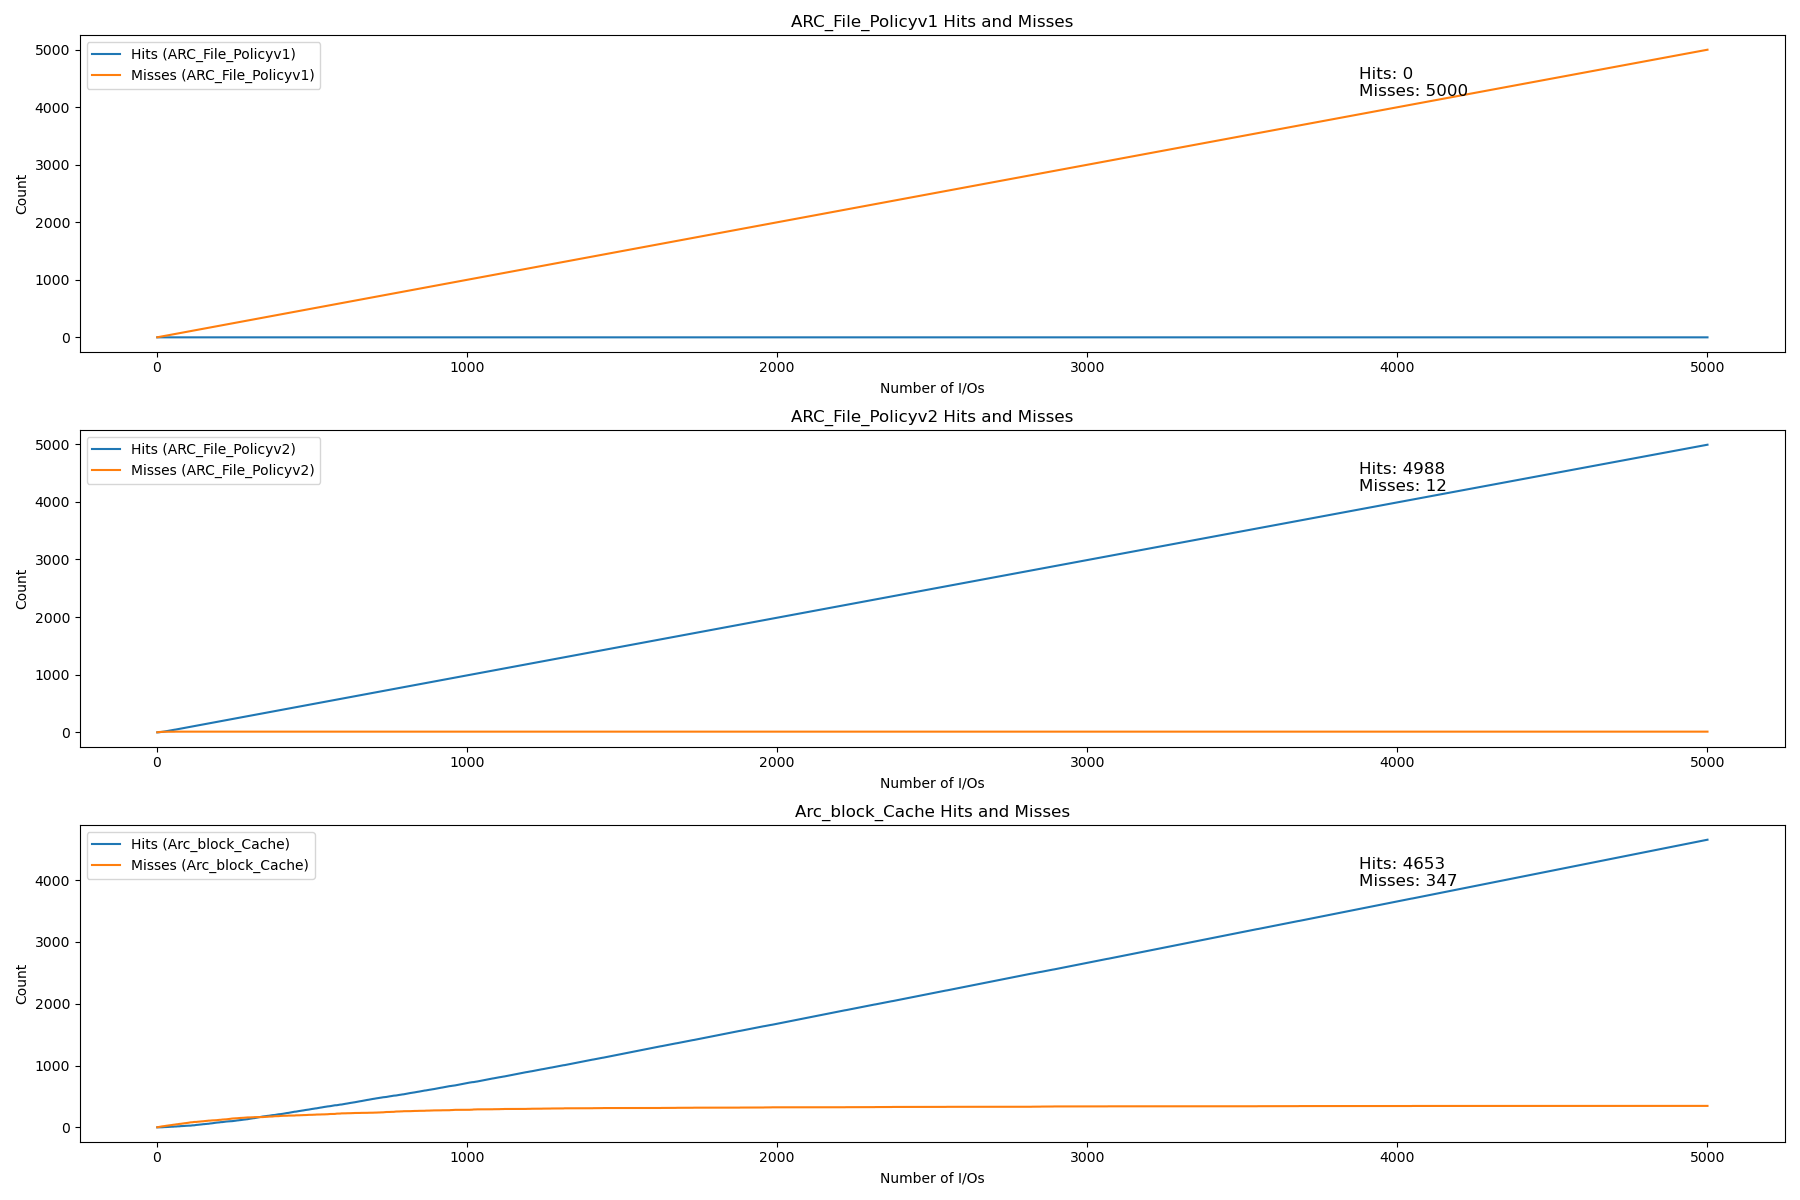 ARC_File_Policyv1 Hits and Misses
Hits (ARC_File_Policyv1)
Misses (ARC_File_Policyv1)
Hits: 0
Misses: 5000
5000
4000
3000
2000
1000
0
Count
0 1000 2000 3000 4000 5000
Number of I/Os
ARC_File_Policyv2 Hits and Misses
Hits (ARC_File_Policyv2)
Misses (ARC_File_Policyv2)
Hits: 4988
Misses: 12
5000
4000
3000
2000
1000
0
Count
0 1000 2000 3000 4000 5000
Number of I/Os
Arc_block_Cache Hits and Misses
Hits (Arc_block_Cache)
Misses (Arc_block_Cache)
Hits: 4653
Misses: 347
4000
3000
2000
1000
0
Count
0 1000 2000 3000 4000 5000
Number of I/Os